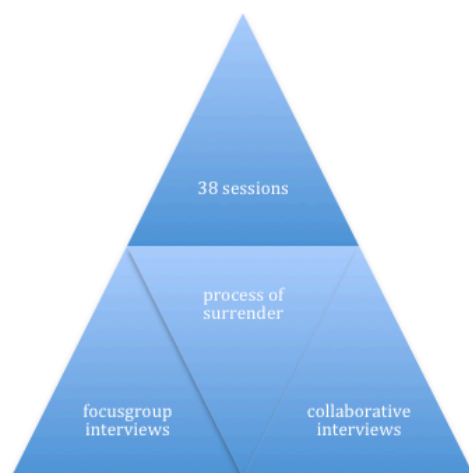 38 sessions
process of
surrender
focusgroup
interviews
collaborative
interviews